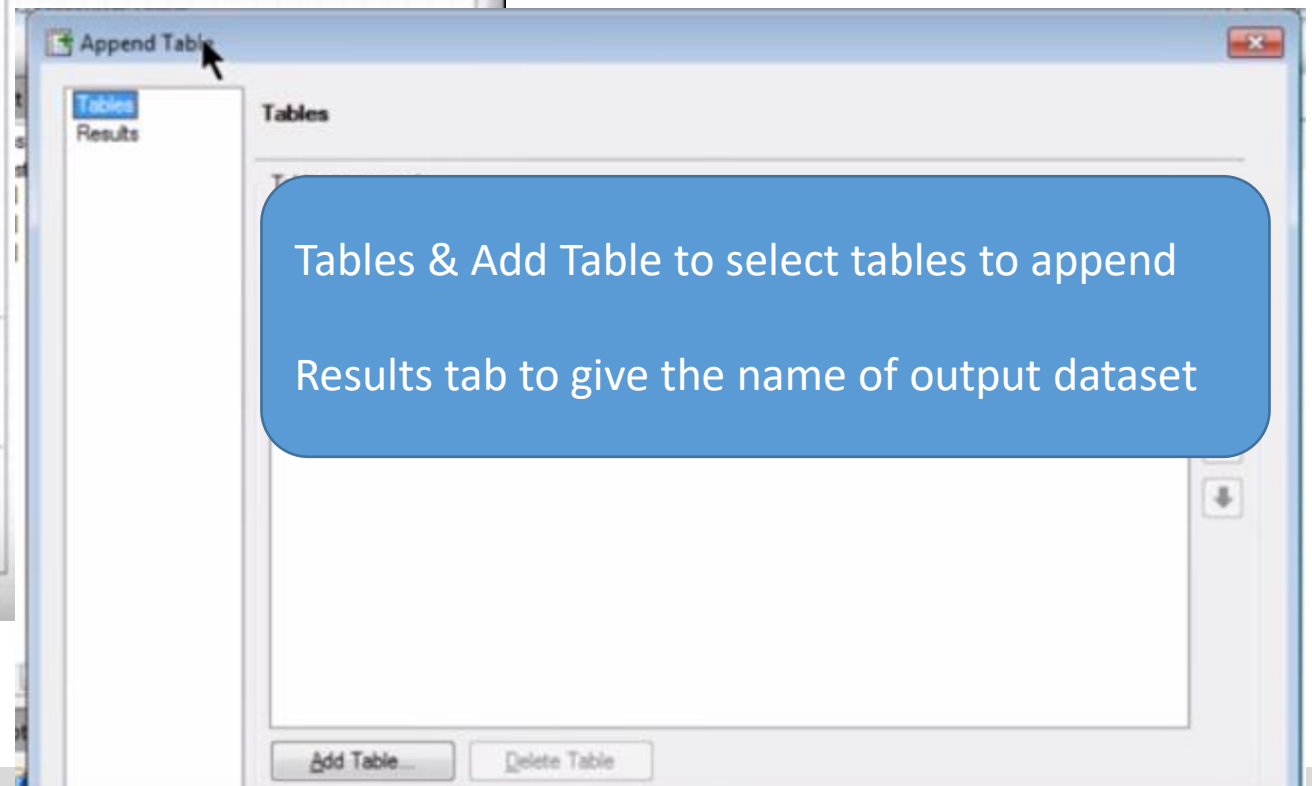 Append Table
Tables
Results
Tables
Tables & Add Table to select tables to append
Results tab to give the name of output dataset
Add Table...
Delete Table